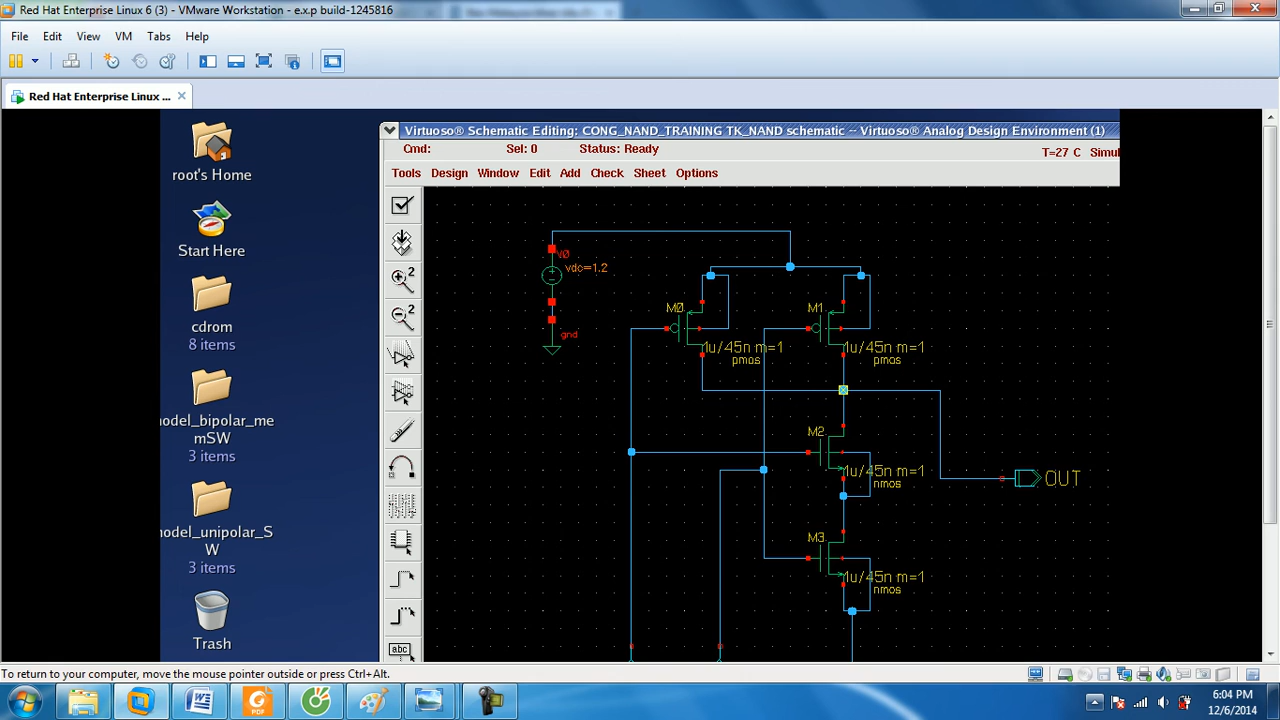 Red Hat Enterprise Linux 6 (3) - VMware Workstation - e.x.p build-1245816
File Edit View VM Tabs Help
Red Hat Enterprise Linux ...
Virtuoso® Schematic Editing: CONG_NAND_TRAINING TK_NAND schematic -- Virtuoso® Analog Design Environment (1)
Cmd: Sel: 0 Status: Ready
T=27 C Simul
Tools Design Window Edit Add Check Sheet Options
root's Home
Start Here
cdrom
8 items
model_bipolar_me
mSW
3 items
model_unipolar_S
W
3 items
Trash
V0
vdc=1.2
gnd
M0
1u/45n m=1
pmos
M1
1u/45n m=1
pmos
M2
1u/45n m=1
nmos
OUT
M3
1u/45n m=1
nmos
abc
To return to your computer, move the mouse pointer outside or press Ctrl+Alt.
PDF
6:04 PM
12/6/2014